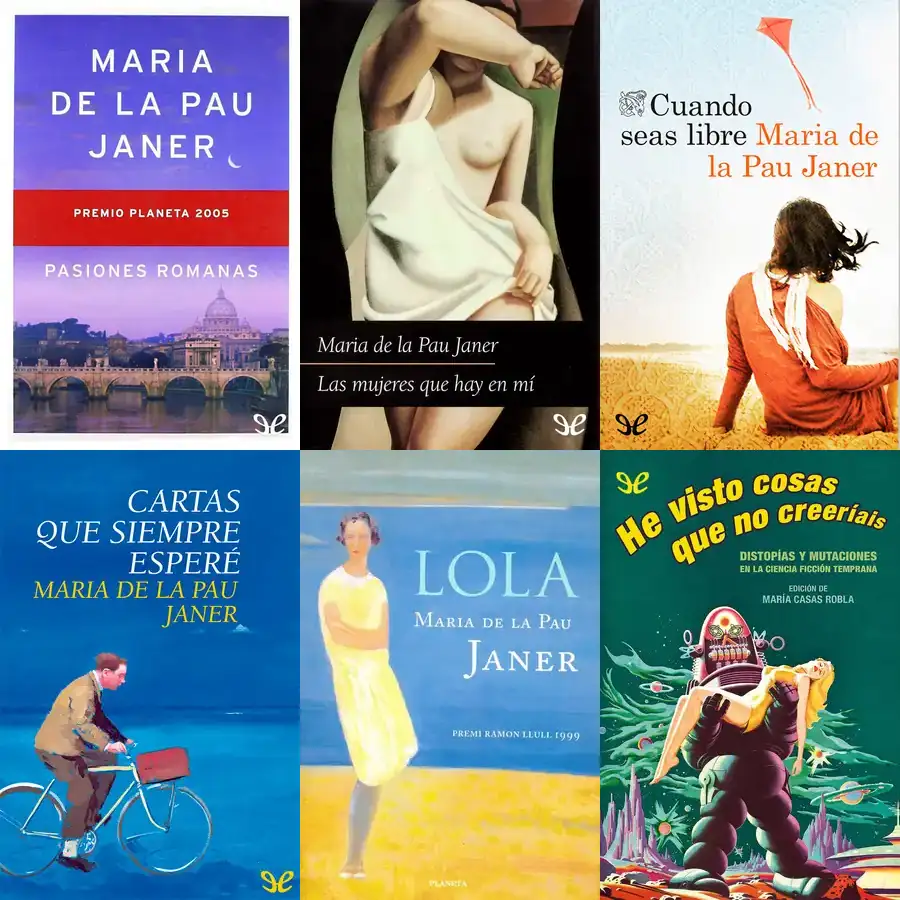 MARIA
DE LA PAU
JANER
PREMIO PLANETA 2005
PASIONES ROMANAS
Maria de la Pau Janer
Las mujeres que hay en mí
Cuando
seas libre Maria de
la Pau Janer
CARTAS
QUE SIEMPRE
ESPERÉ
MARIA DE LA PAU
JANER
LOLA
MARIA DE LA PAU
JANER
PREMI RAMON LLULL 1999
PLANETA
He visto cosas
que no creeríais
DISTOPÍAS Y MUTACIONES
EN LA CIENCIA FICCIÓN TEMPRANA
EDICIÓN DE
MARÍA CASAS ROBLA